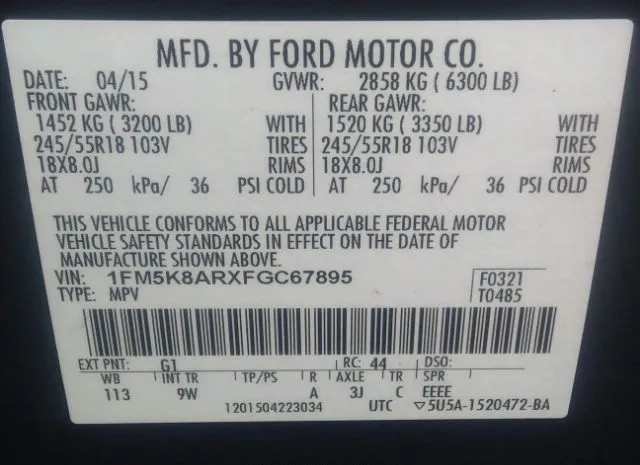 MFD. BY FORD MOTOR CO.
DATE: 04/15 GVWR: 2858 KG ( 6300 LB)
FRONT GAWR: REAR GAWR:
1452 KG ( 3200 LB) WITH 1520 KG ( 3350 LB) WITH
245/55R18 103V TIRES 245/55R18 103V TIRES
18X8.0J RIMS 18X8.0J RIMS
AT 250 kPa/ 36 PSI COLD AT 250 kPa/ 36 PSI COLD
THIS VEHICLE CONFORMS TO ALL APPLICABLE FEDERAL MOTOR
VEHICLE SAFETY STANDARDS IN EFFECT ON THE DATE OF
MANUFACTURE SHOWN ABOVE.
VIN: 1FM5K8ARXFGC67895 F0321
TYPE: MPV T0485
EXT PNT: G1 RC: 44 DSO:
WB INT TR TP/PS R AXLE TR SPR
113 9W A 3J C EEEE
1201504223034 UTC ▽5U5A-1520472-BA